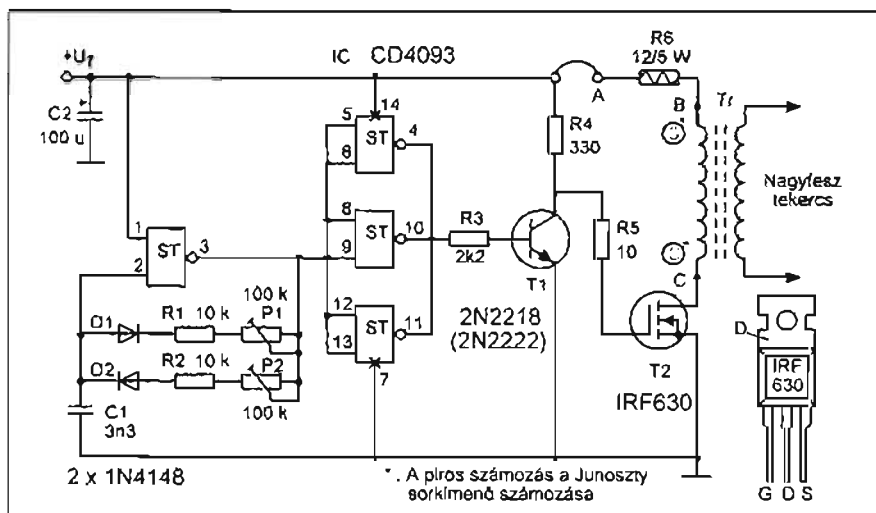 +U₁
C2
100 u
IC CD4093
14
5
6
ST
4
8
9
ST
10
12
13
ST
11
7
1
2
ST
3
D1
R1 10 k
100 k
P1
D2
R2 10 k
P2
100 k
C1
3n3
2 x 1N4148
R3
2k2
T1
2N2218
(2N2222)
R4
330
R5
10
A
R6
12/5 W
B
C
Tr
Nagyfesz
tekercs
T2
IRF630
D
IRF
630
G D S
*. A piros számozás a Junoszty
sorkimenő számozása